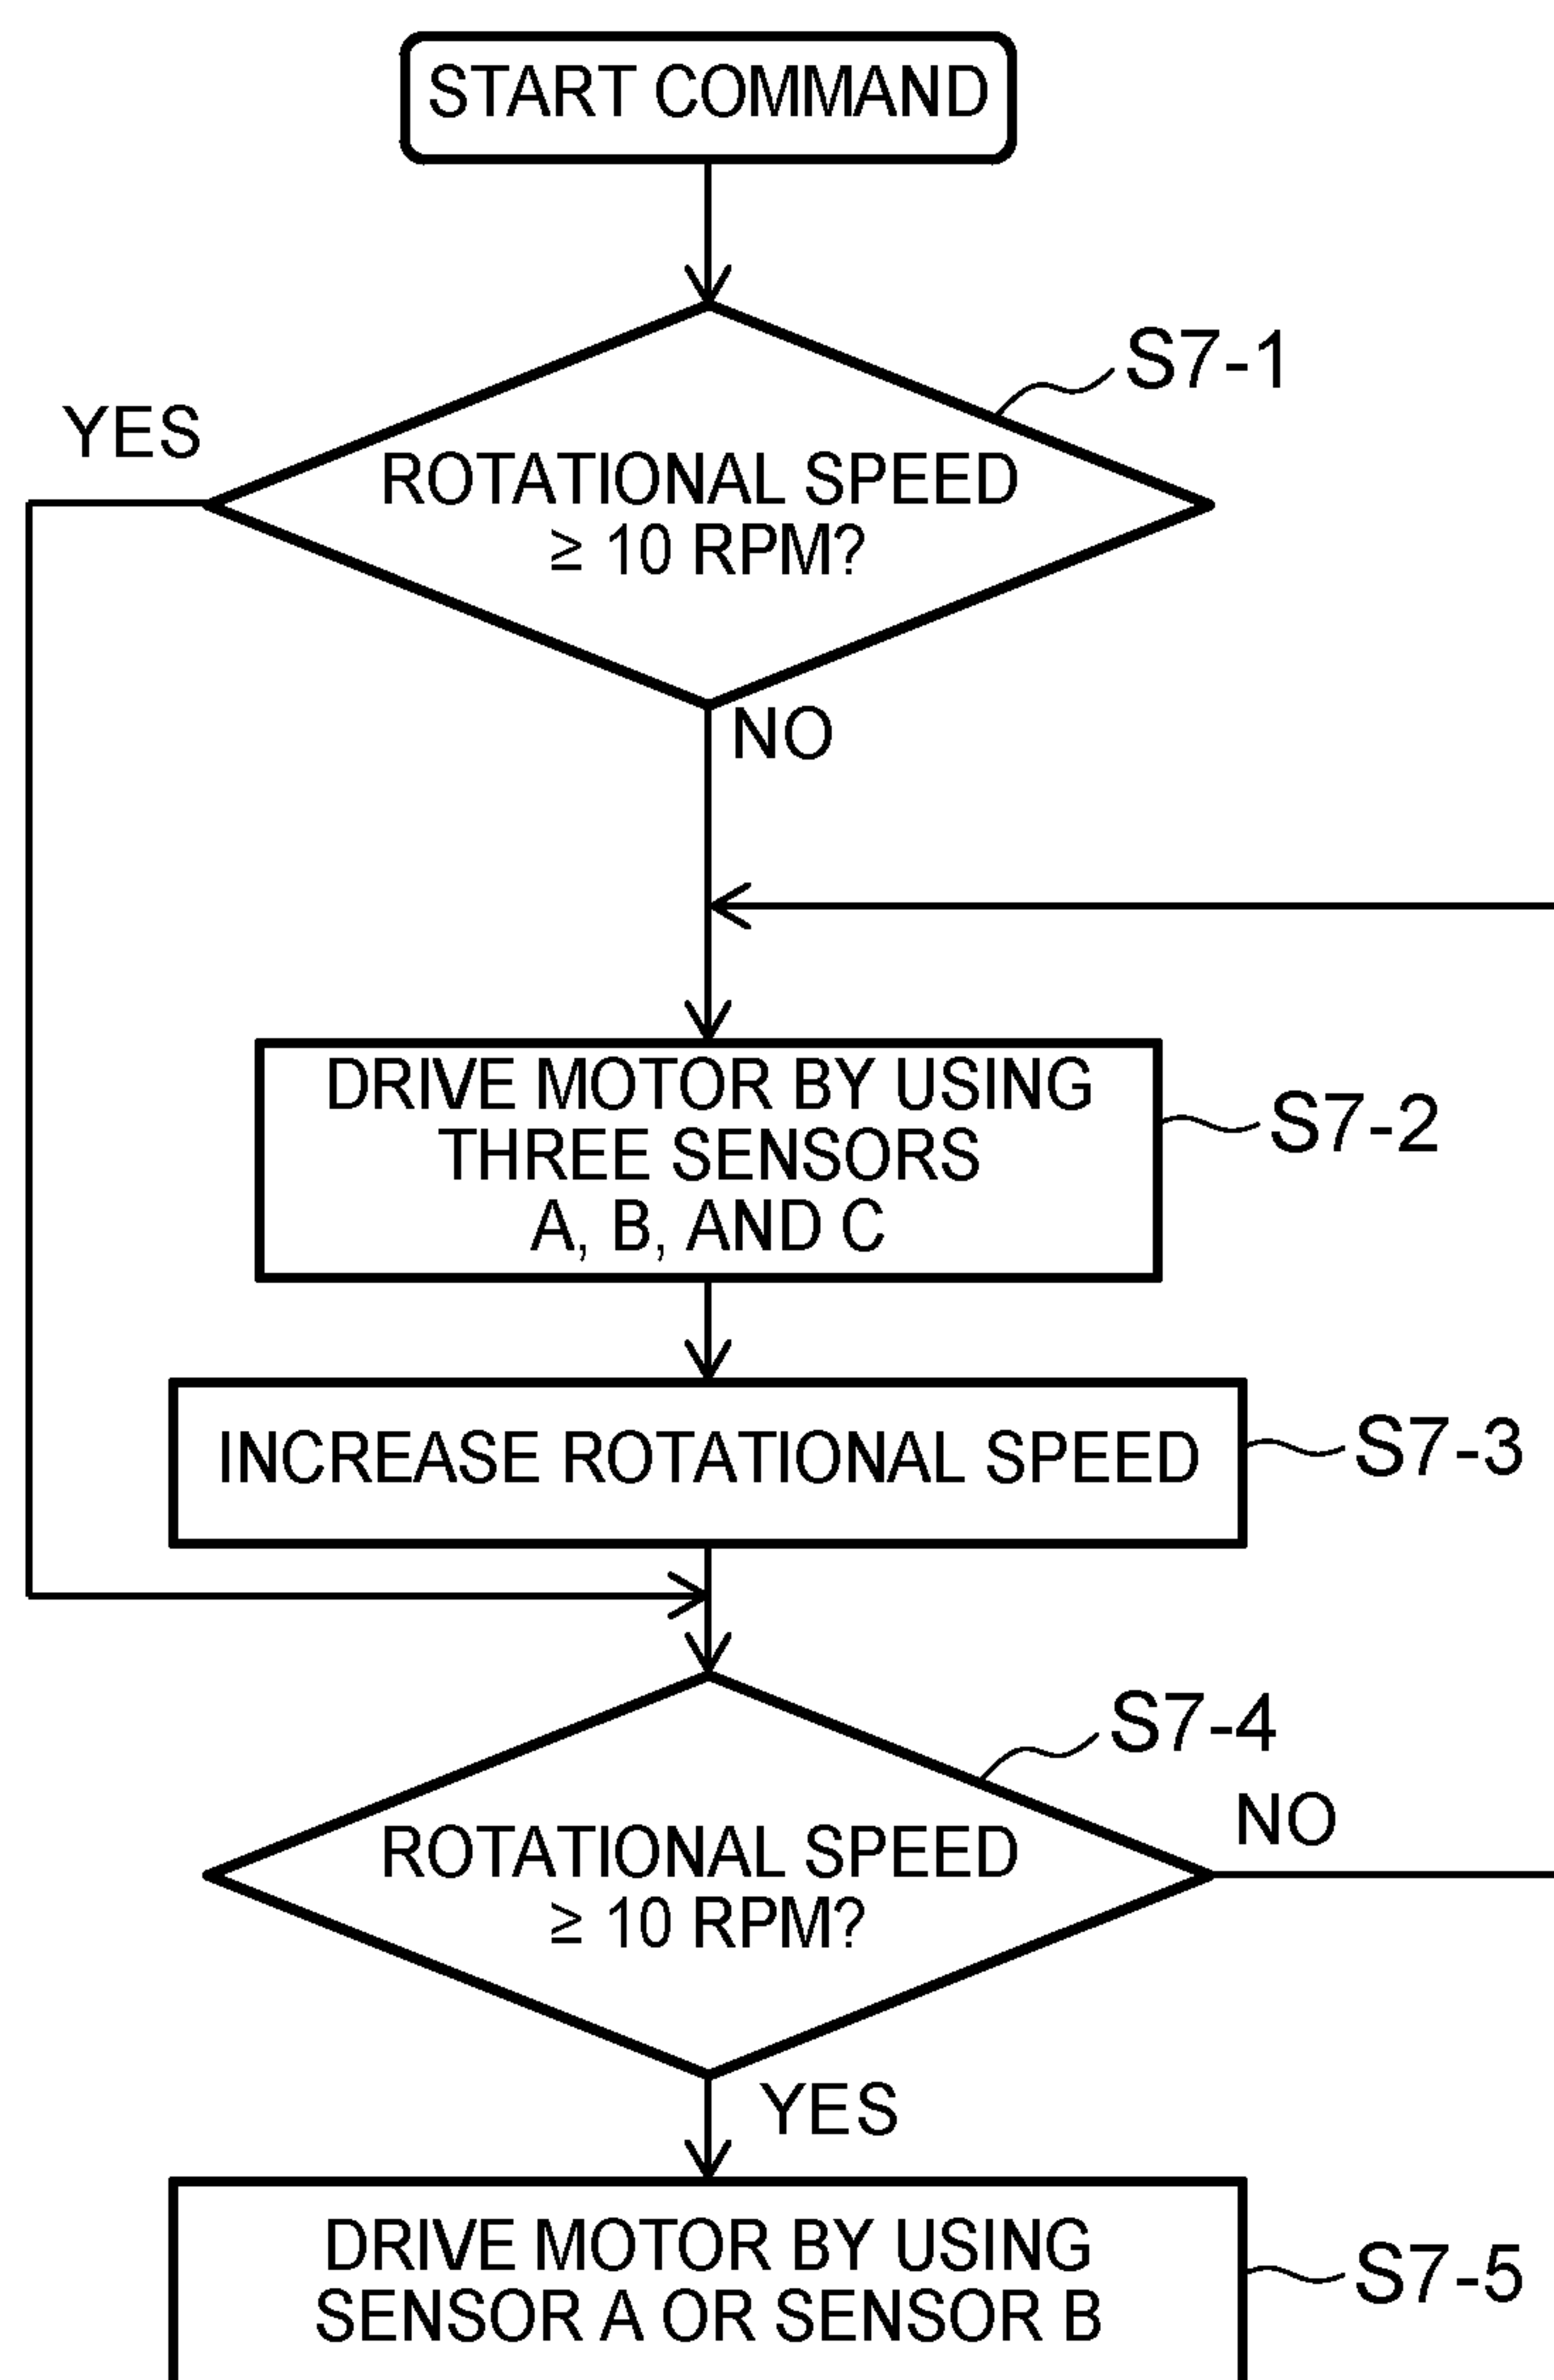 START COMMAND
S7-1
YES
ROTATIONAL SPEED
≥ 10 RPM?
NO
DRIVE MOTOR BY USING
THREE SENSORS
A, B, AND C
S7-2
INCREASE ROTATIONAL SPEED
S7-3
S7-4
ROTATIONAL SPEED
≥ 10 RPM?
NO
YES
DRIVE MOTOR BY USING
SENSOR A OR SENSOR B
S7-5